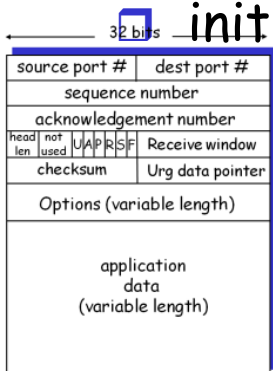 init
32 bits
source port # dest port #
sequence number
acknowledgement number
head len not used U A P R S F Receive window
checksum Urg data pointer
Options (variable length)
application
data
(variable length)